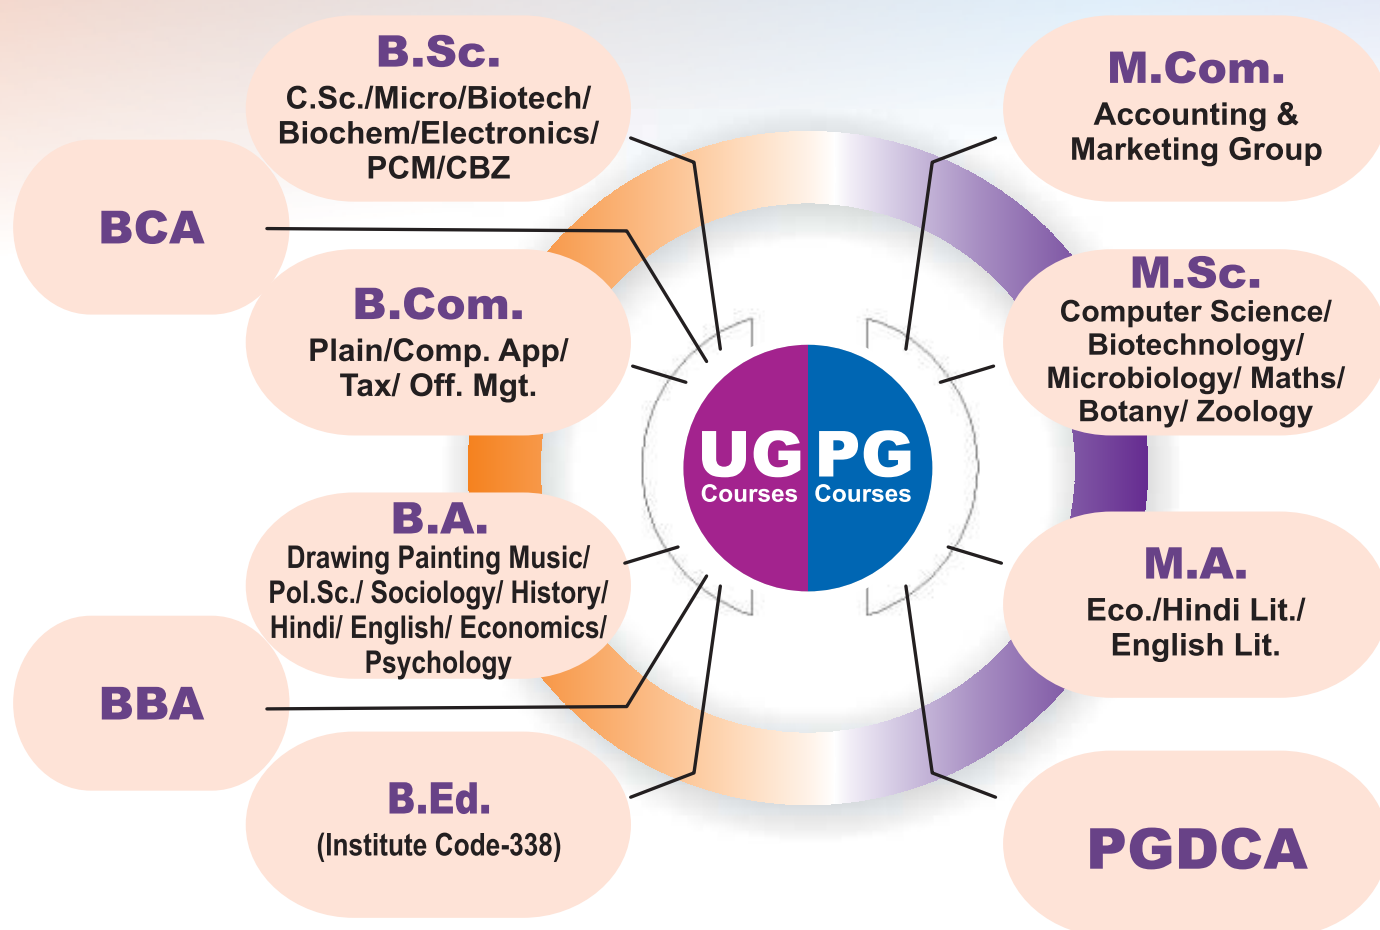 B.Sc.
C.Sc./Micro/Biotech/
Biochem/Electronics/
PCM/CBZ
BCA
B.Com.
Plain/Comp. App/
Tax/ Off. Mgt.
B.A.
Drawing Painting Music/
Pol.Sc./ Sociology/ History/
Hindi/ English/ Economics/
Psychology
BBA
B.Ed.
(Institute Code-338)
UG
Courses
PG
Courses
M.Com.
Accounting &
Marketing Group
M.Sc.
Computer Science/
Biotechnology/
Microbiology/ Maths/
Botany/ Zoology
M.A.
Eco./Hindi Lit./
English Lit.
PGDCA